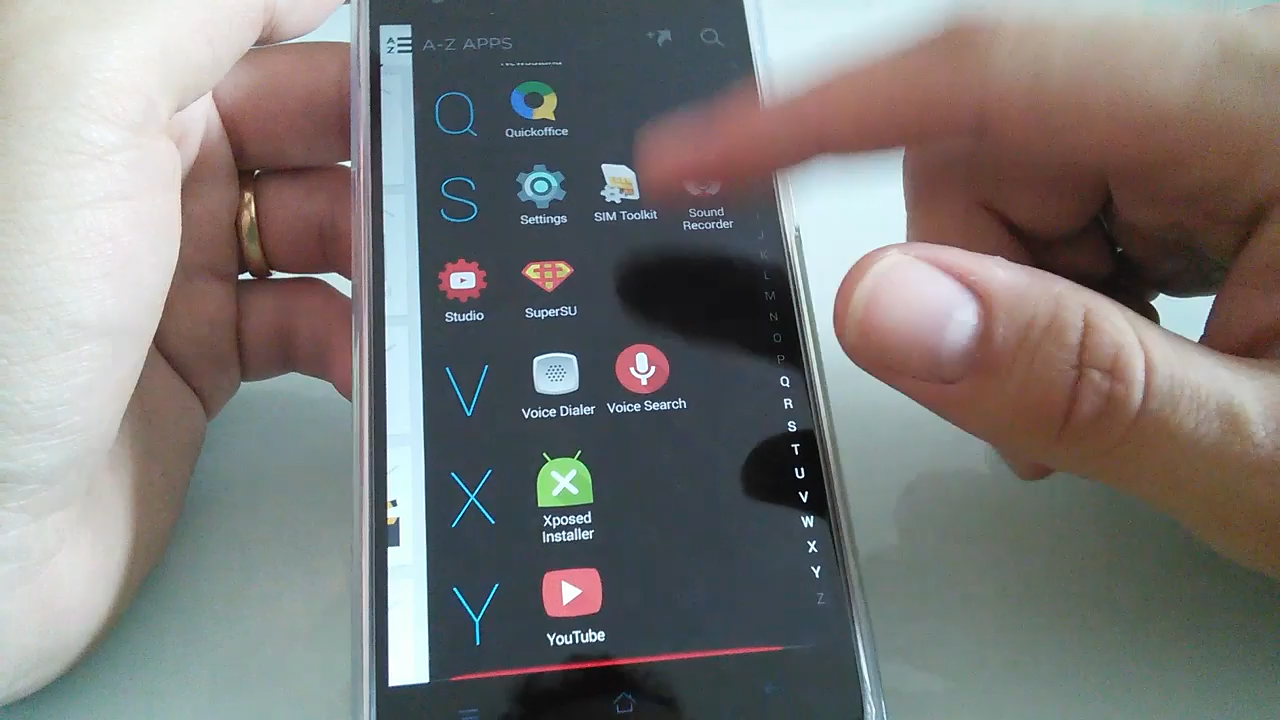 A-Z APPS
Q
Quickoffice
S
Settings
SIM Toolkit
Sound
Recorder
Studio
SuperSU
V
Voice Dialer
Voice Search
X
Xposed
Installer
Y
YouTube
J
K
L
M
N
O
P
Q
R
S
T
U
V
W
X
Y
Z